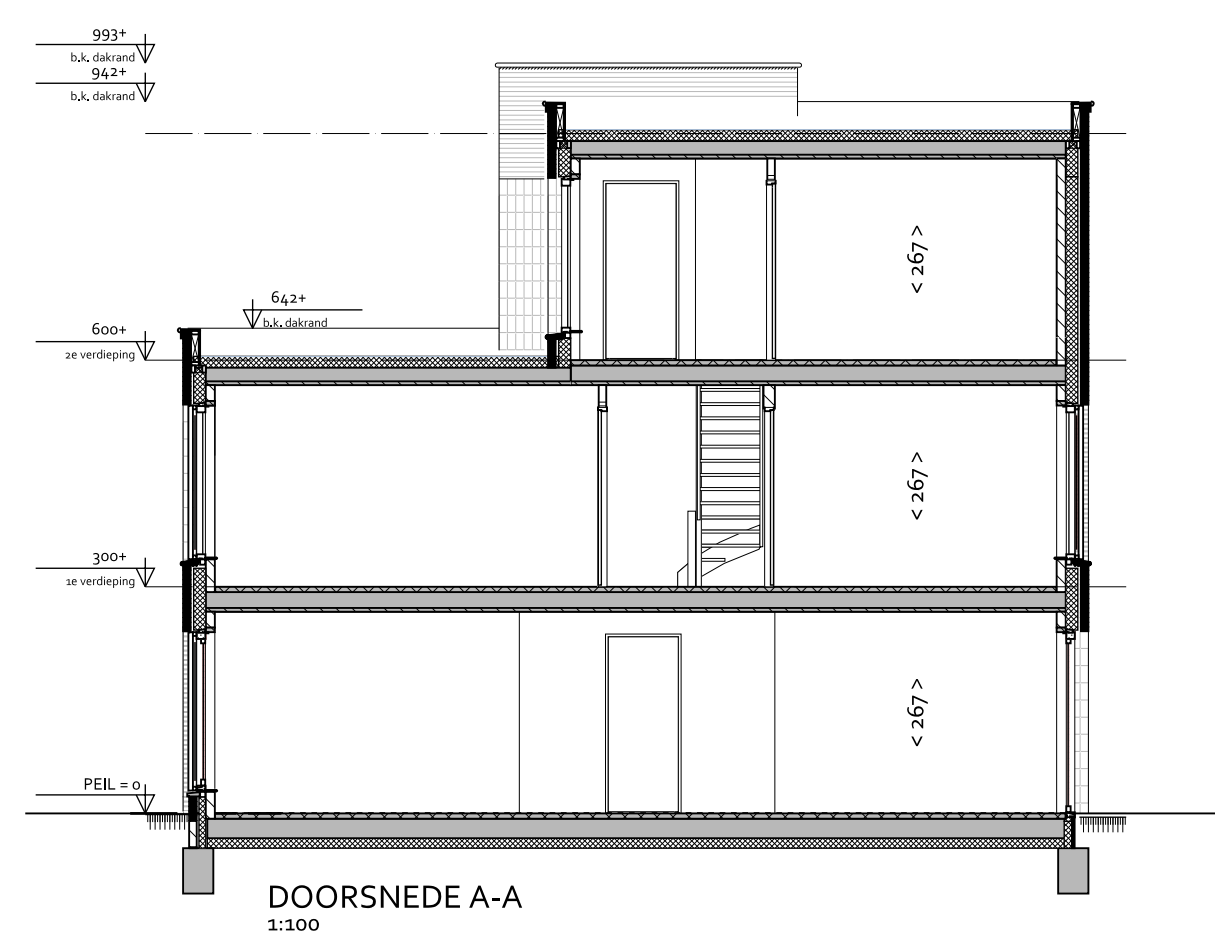 993+
b.k. dakrand
942+
b.k. dakrand
< 267 >
642+
b.k. dakrand
600+
2e verdieping
< 267 >
300+
1e verdieping
< 267 >
PEIL = 0
DOORSNEDE A-A
1:100